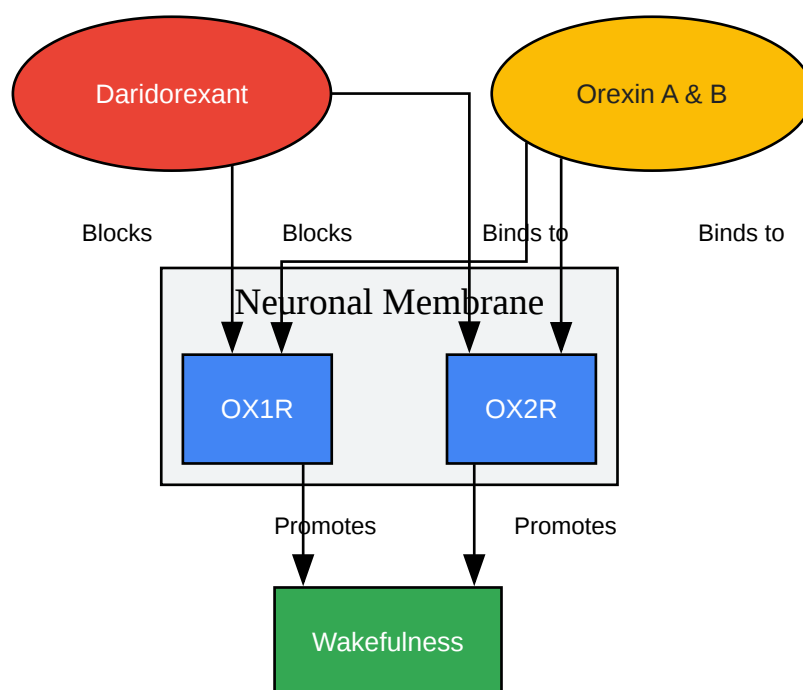 Daridorexant
Orexin A & B
Blocks
Blocks
Binds to
Binds to
Neuronal Membrane
OX1R
OX2R
Promotes
Promotes
Wakefulness